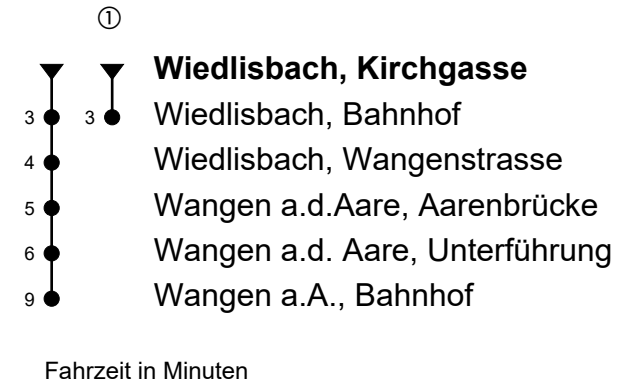 ①
Wiedlisbach, Kirchgasse
3 3 Wiedlisbach, Bahnhof
4 Wiedlisbach, Wangenstrasse
5 Wangen a.d.Aare, Aarenbrücke
6 Wangen a.d. Aare, Unterführung
9 Wangen a.A., Bahnhof
Fahrzeit in Minuten